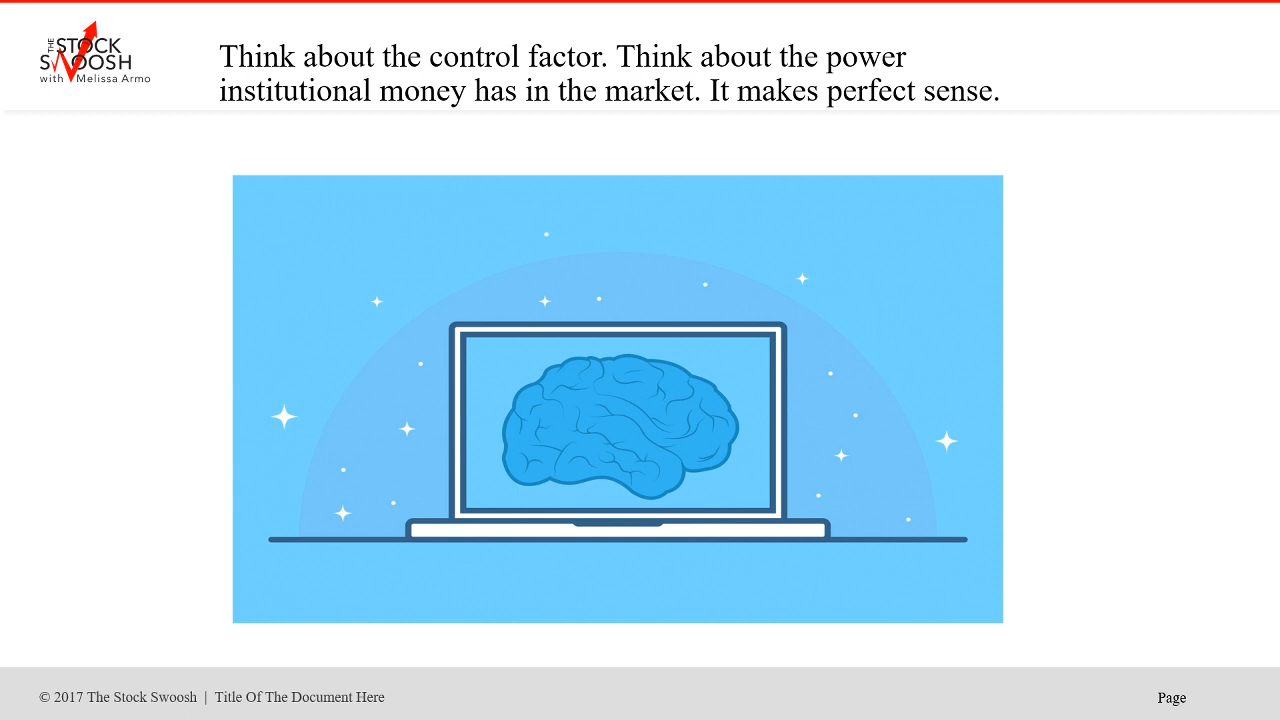 THE
STOCK
SWOOSH
with Melissa Armo
Think about the control factor. Think about the power
institutional money has in the market. It makes perfect sense.
© 2017 The Stock Swoosh | Title Of The Document Here
Page